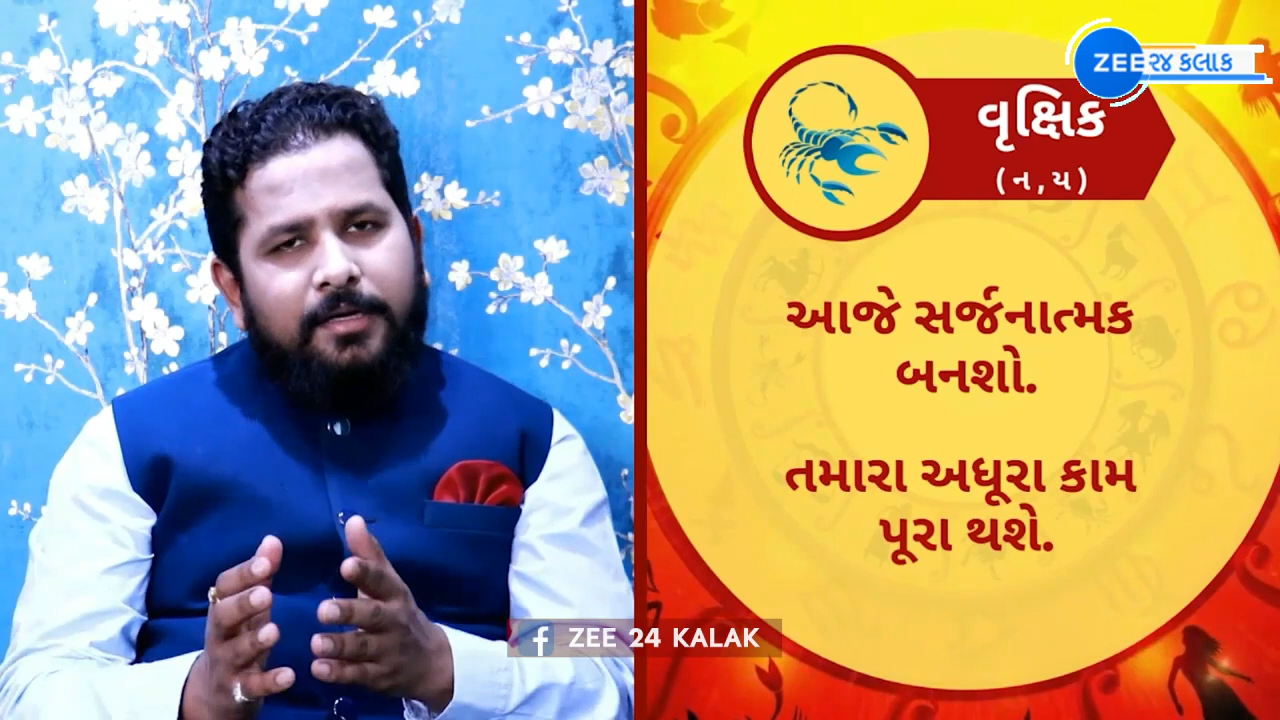 ZEE ૨૪ કલાક
વૃશ્ચિક
( ન , ય )
આજે સર્જનાત્મક
બનશો.
તમારા અધૂરા કામ
પૂરા થશે.
ZEE 24 KALAK